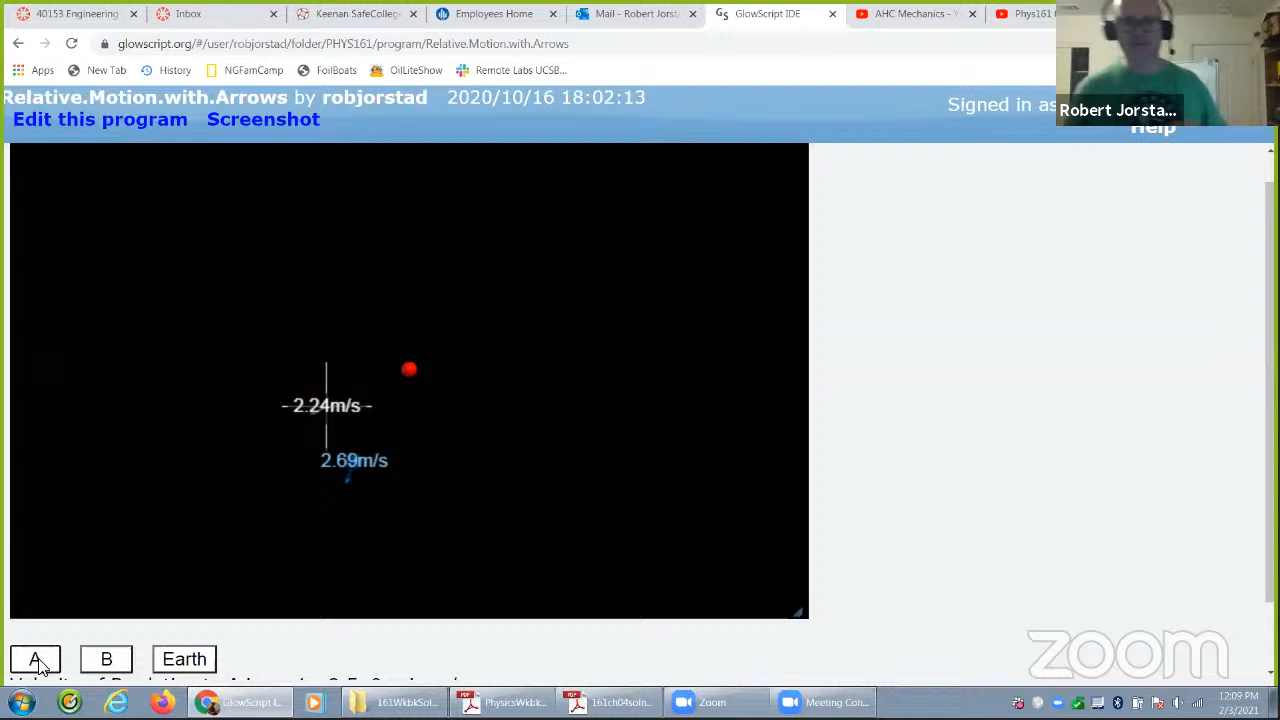 40153 Engineering
Inbox
Keenan SafeCollege
Employees Home
Mail - Robert Jorsta
GlowScript IDE
AHC Mechanics - Y
Phys161
glowscript.org/#/user/robjorstad/folder/PHYS161/program/Relative.Motion.with.Arrows
Apps
New Tab
History
NGFamCamp
FoilBoats
OilLiteShow
Remote Labs UCSB...
Relative.Motion.with.Arrows by robjorstad 2020/10/16 18:02:13
Signed in as
Edit this program Screenshot
Help
Robert Jorsta...
2.24m/s
2.69m/s
A
B
Earth
zoom
GlowScript I...
161WkbkSol...
PhysicsWkbk...
161ch04soln...
Zoom
Meeting Con...
12:09 PM
2/3/2021